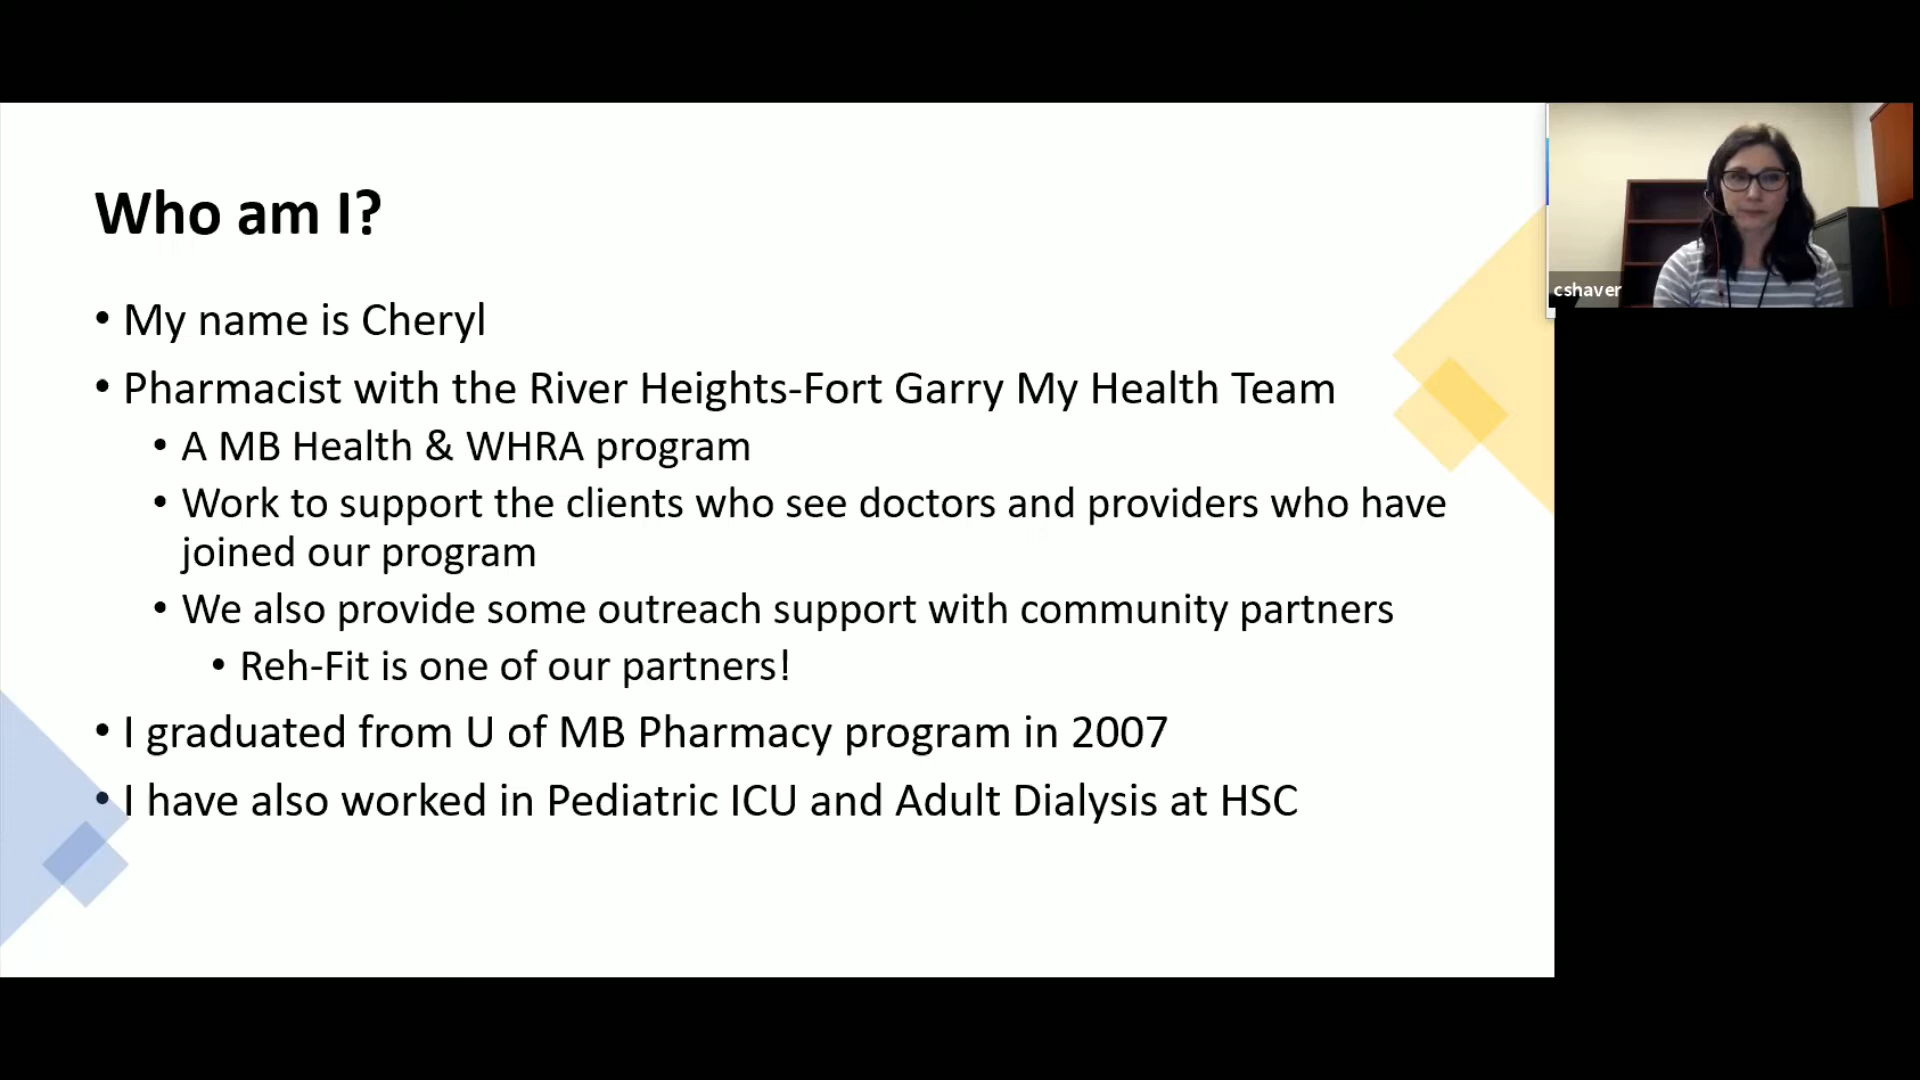 Who am I?
• My name is Cheryl
• Pharmacist with the River Heights-Fort Garry My Health Team
• A MB Health & WHRA program
• Work to support the clients who see doctors and providers who have
joined our program
• We also provide some outreach support with community partners
• Reh-Fit is one of our partners!
• I graduated from U of MB Pharmacy program in 2007
• I have also worked in Pediatric ICU and Adult Dialysis at HSC
cshaver